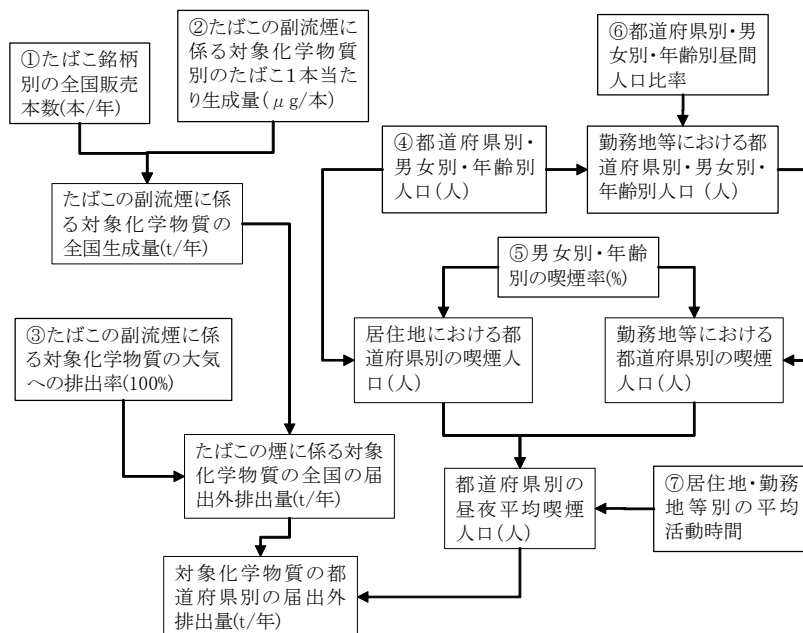 ①たばこ銘柄
別の全国販売
本数(本/年)
②たばこの副流煙に
係る対象化学物質
別のたばこ1本当た
り生成量(μg/本)
⑥都道府県別・男
女別・年齢別昼間
人口比率
④都道府県別・
男女別・年齢別
人口(人)
勤務地等における都
道府県別・男女別・
年齢別人口 (人)
たばこの副流煙に
係る対象化学物質の
全国生成量(t/年)
⑤男女別・年齢
別の喫煙率(%)
③たばこの副流煙に係
る対象化学物質の大気
への排出率(100%)
居住地における都
道府県別の喫煙人
口(人)
勤務地等における
都道府県別の喫煙
人口(人)
たばこの煙に係る対象
化学物質の全国の届
出外排出量(t/年)
都道府県別の
昼夜平均喫煙
人口(人)
⑦居住地・勤務
地等別の平均
活動時間
対象化学物質の都
道府県別の届出外
排出量(t/年)